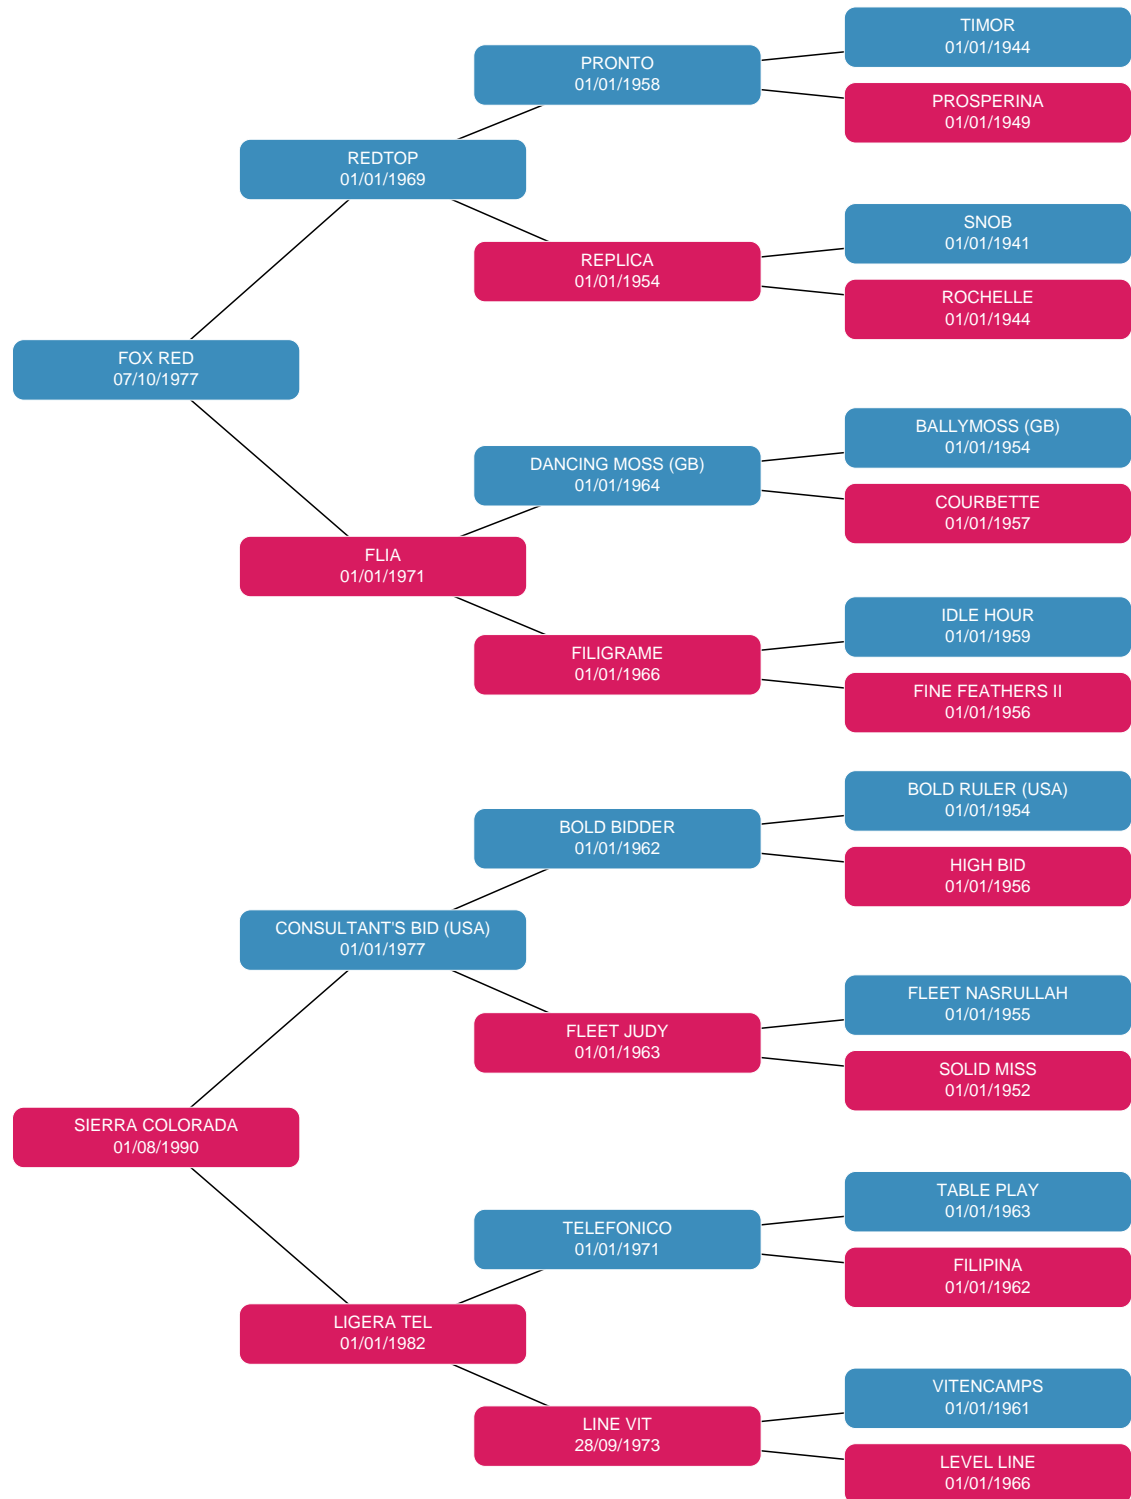 TIMOR
01/01/1944
PRONTO
01/01/1958
PROSPERINA
01/01/1949
REDTOP
01/01/1969
SNOB
01/01/1941
REPLICA
01/01/1954
ROCHELLE
01/01/1944
FOX RED
07/10/1977
BALLYMOSS (GB)
01/01/1954
DANCING MOSS (GB)
01/01/1964
COURBETTE
01/01/1957
FLIA
01/01/1971
IDLE HOUR
01/01/1959
FILIGRAME
01/01/1966
FINE FEATHERS II
01/01/1956
BOLD RULER (USA)
01/01/1954
BOLD BIDDER
01/01/1962
HIGH BID
01/01/1956
CONSULTANT'S BID (USA)
01/01/1977
FLEET NASRULLAH
01/01/1955
FLEET JUDY
01/01/1963
SOLID MISS
01/01/1952
SIERRA COLORADA
01/08/1990
TABLE PLAY
01/01/1963
TELEFONICO
01/01/1971
FILIPINA
01/01/1962
LIGERA TEL
01/01/1982
VITENCAMPS
01/01/1961
LINE VIT
28/09/1973
LEVEL LINE
01/01/1966